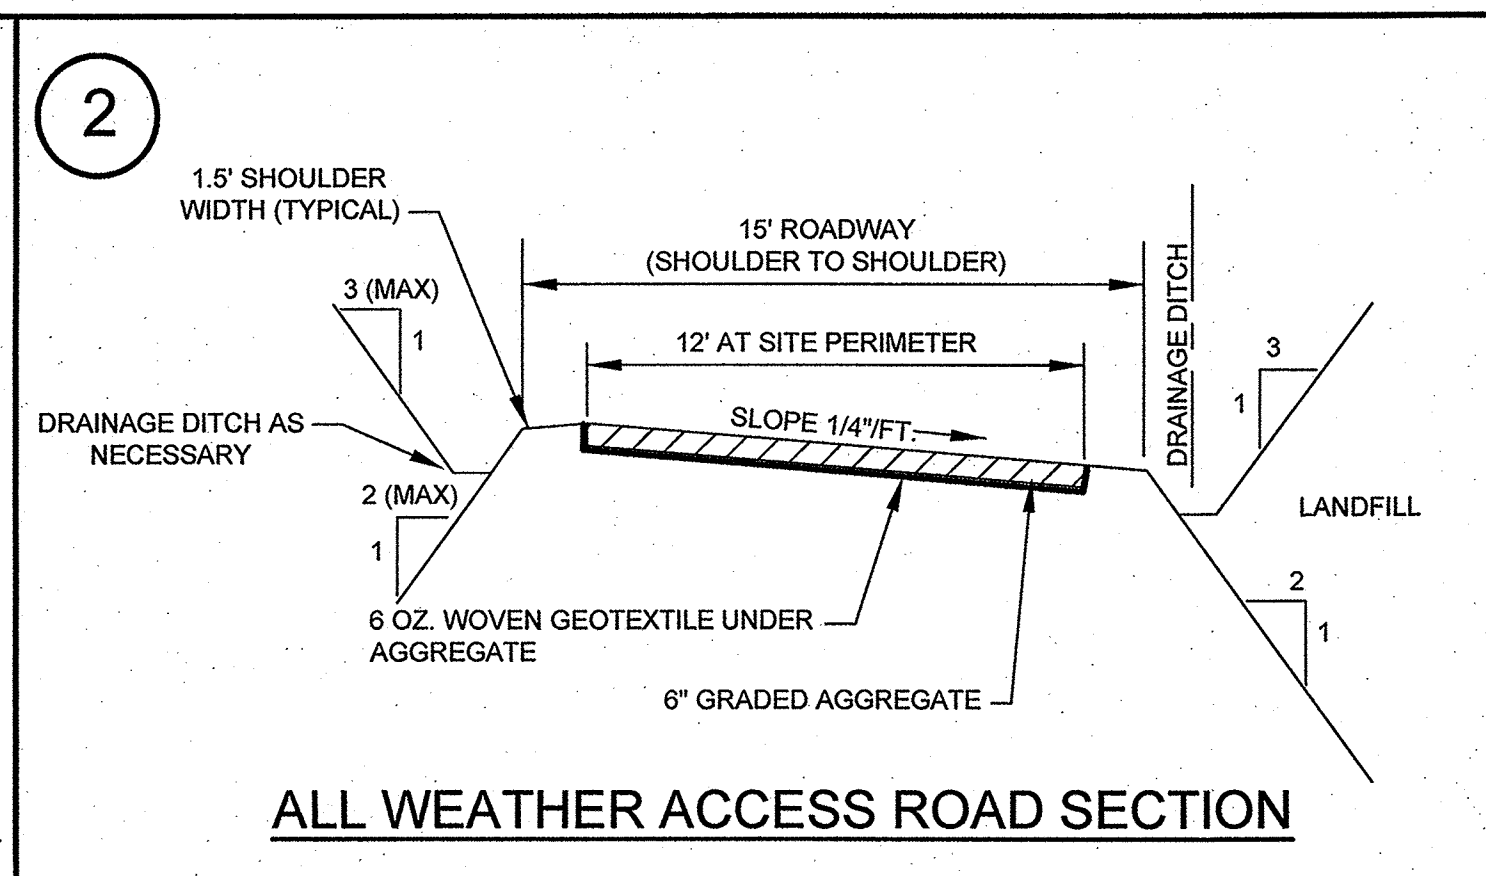 2
1.5' SHOULDER
WIDTH (TYPICAL)
15' ROADWAY
(SHOULDER TO SHOULDER)
DRAINAGE DITCH
3 (MAX)
1
12' AT SITE PERIMETER
3
1
SLOPE 1/4"/FT.
DRAINAGE DITCH AS
NECESSARY
2 (MAX)
1
LANDFILL
2
1
6 OZ. WOVEN GEOTEXTILE UNDER
AGGREGATE
6" GRADED AGGREGATE
ALL WEATHER ACCESS ROAD SECTION